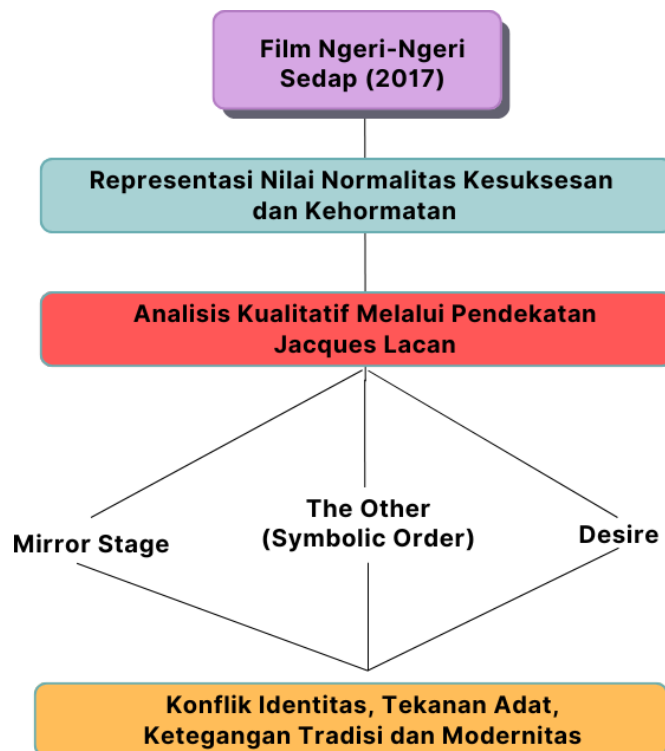 Film Ngeri-Ngeri
Sedap (2017)
Representasi Nilai Normalitas Kesuksesan
dan Kehormatan
Analisis Kualitatif Melalui Pendekatan
Jacques Lacan
Mirror Stage
The Other
(Symbolic Order)
Desire
Konflik Identitas, Tekanan Adat,
Ketegangan Tradisi dan Modernitas